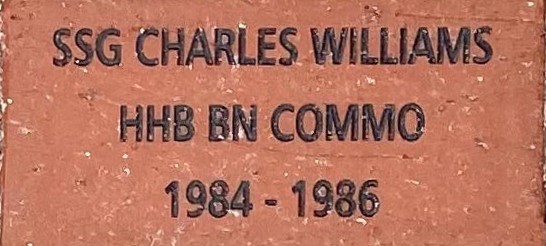 SSG CHARLES WILLIAMS
HHB BN COMMO
1984 - 1986